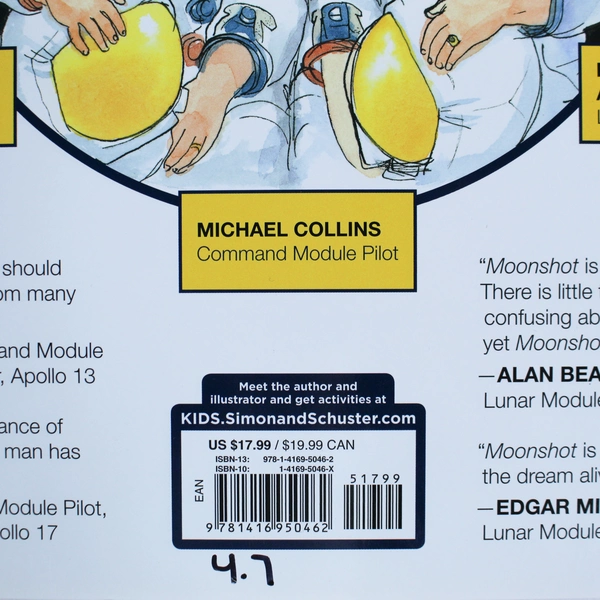 MICHAEL COLLINS
Command Module Pilot
should
om many
and Module
r, Apollo 13
ance of
man has
Module Pilot,
ollo 17
"Moonshot is
There is little
confusing ab
yet Moonsho
—ALAN BEA
Lunar Module
"Moonshot is
the dream aliv
—EDGAR MI
Lunar Module
Meet the author and
illustrator and get activities at
KIDS.SimonandSchuster.com
US $17.99 / $19.99 CAN
ISBN-13: 978-1-4169-5046-2
ISBN-10: 1-4169-5046-X
51799
EAN
9 781416 950462
4.7